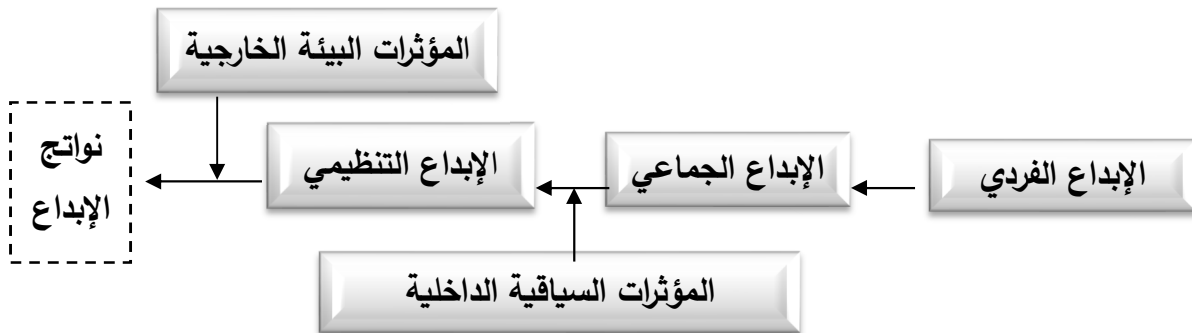 المؤثرات البيئة الخارجية
الإبداع الفردي
الإبداع الجماعي
الإبداع التنظيمي
نواتج
الإبداع
المؤثرات السياقية الداخلية